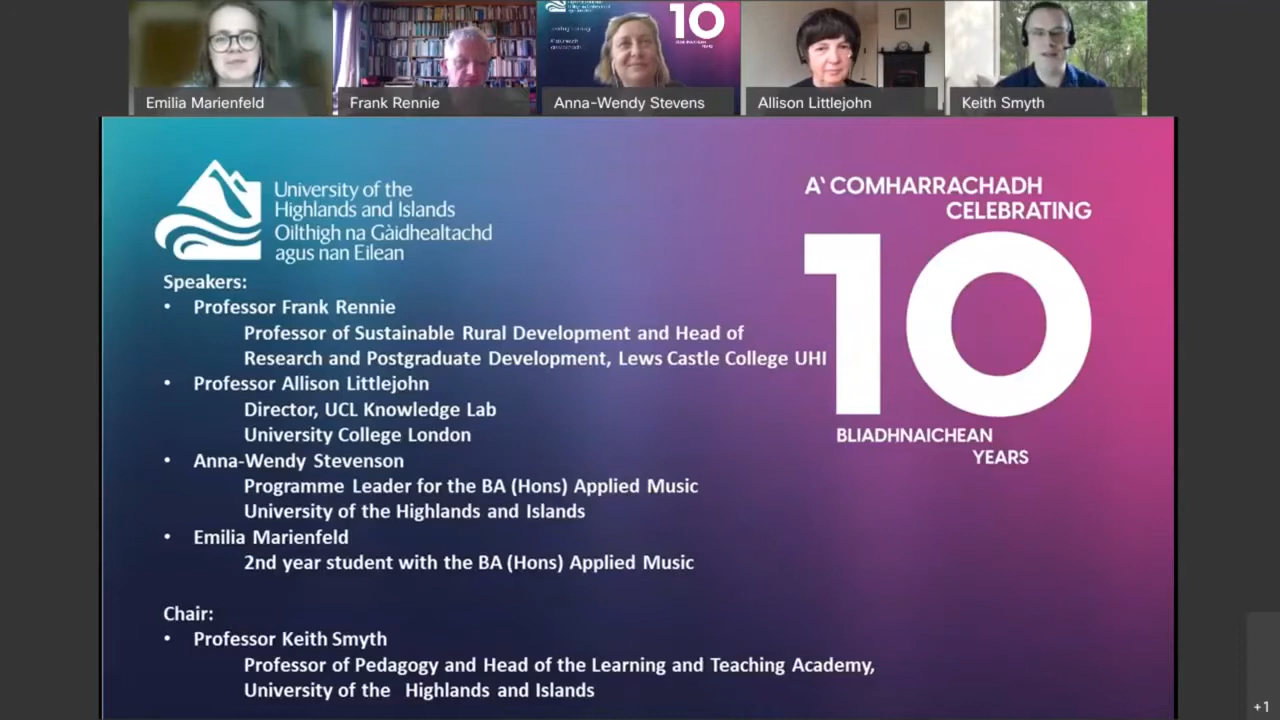 10
Emilia Marienfeld
Frank Rennie
Anna-Wendy Stevens
Allison Littlejohn
Keith Smyth
University of the
Highlands and Islands
Oilthigh na Gàidhealtachd
agus nan Eilean
A' COMHARRACHADH
CELEBRATING
10
BLIADHNAICHEAN
YEARS
Speakers:
• Professor Frank Rennie
Professor of Sustainable Rural Development and Head of
Research and Postgraduate Development, Lews Castle College UHI
• Professor Allison Littlejohn
Director, UCL Knowledge Lab
University College London
• Anna-Wendy Stevenson
Programme Leader for the BA (Hons) Applied Music
University of the Highlands and Islands
• Emilia Marienfeld
2nd year student with the BA (Hons) Applied Music
Chair:
• Professor Keith Smyth
Professor of Pedagogy and Head of the Learning and Teaching Academy,
University of the Highlands and Islands
+1